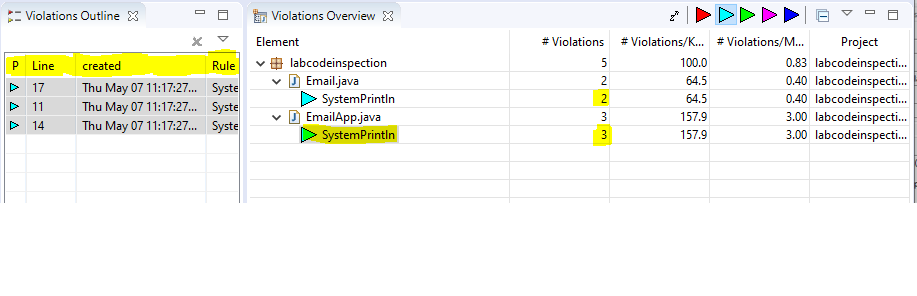 Violations Outline
P Line created Rule
17 Thu May 07 11:17:27... Syste
11 Thu May 07 11:17:27... Syste
14 Thu May 07 11:17:27... Syste
Violations Overview
Element # Violations # Violations/K... # Violations/M... Project
labcodeinspection 5 100.0 0.83 labcodeinspecti...
Email.java 2 64.5 0.40 labcodeinspecti...
SystemPrintln 2 64.5 0.40 labcodeinspecti...
EmailApp.java 3 157.9 3.00 labcodeinspecti...
SystemPrintln 3 157.9 3.00 labcodeinspecti...